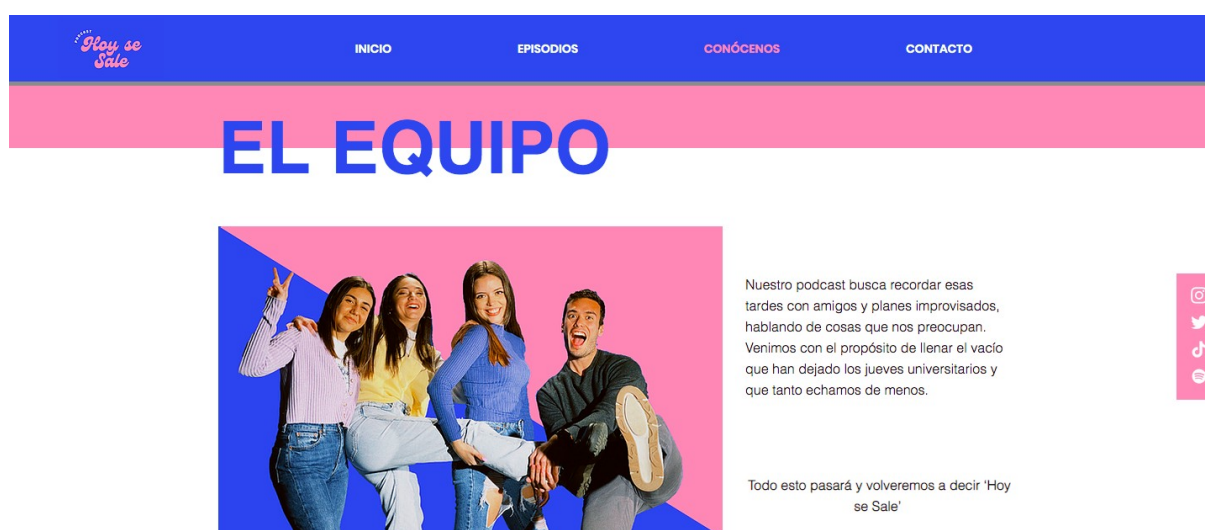 PODCAST
Hoy se
Sale
INICIO
EPISODIOS
CONÓCENOS
CONTACTO
EL EQUIPO
Nuestro podcast busca recordar esas
tardes con amigos y planes improvisados,
hablando de cosas que nos preocupan.
Venimos con el propósito de llenar el vacío
que han dejado los jueves universitarios y
que tanto echamos de menos.
Todo esto pasará y volveremos a decir ‘Hoy
se Sale’